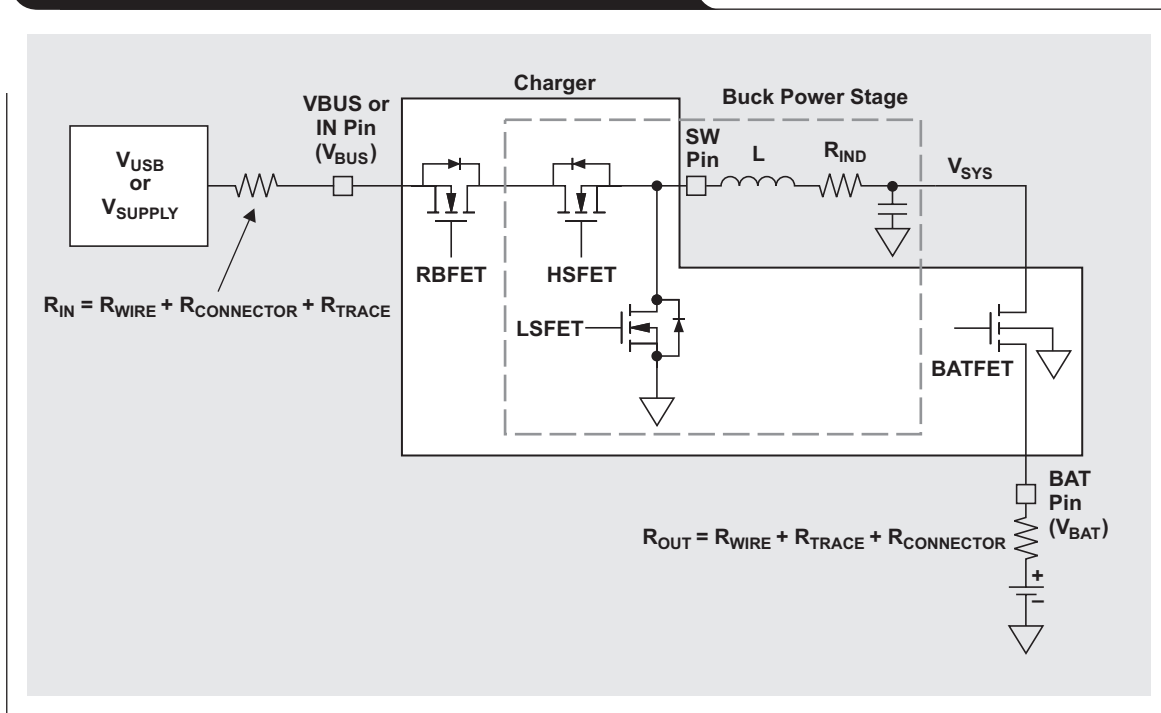 Charger
Buck Power Stage
VBUS or
IN Pin
(VBUS)
VUSB
or
VSUPPLY
SW
Pin
L
RIND
VSYS
RBFET
HSFET
RIN = RWIRE + RCONNECTOR + RTRACE
LSFET
BATFET
BAT
Pin
(VBAT)
ROUT = RWIRE + RTRACE + RCONNECTOR
+
–